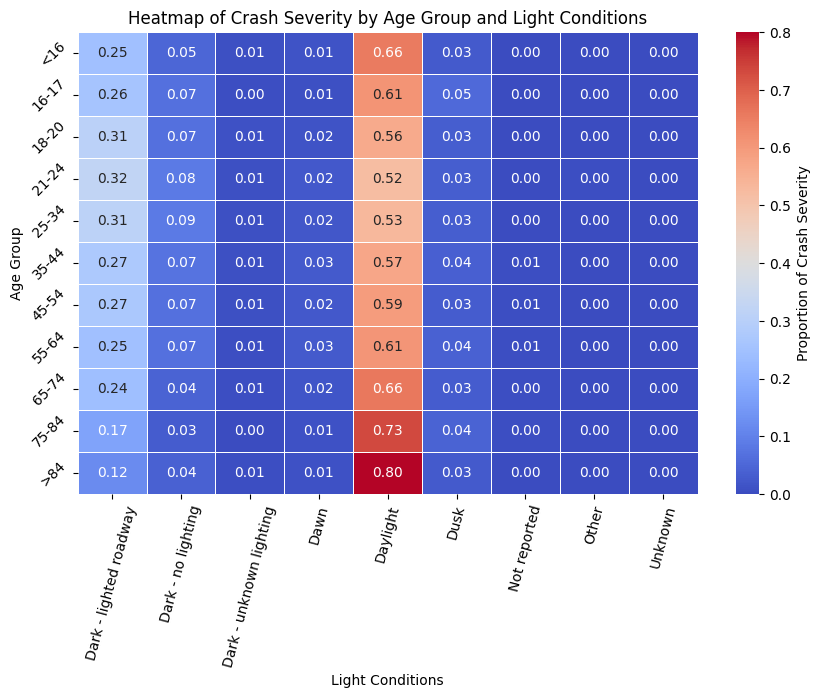 Heatmap of Crash Severity by Age Group and Light Conditions
<16 0.25 0.05 0.01 0.01 0.66 0.03 0.00 0.00 0.00
16-17 0.26 0.07 0.00 0.01 0.61 0.05 0.00 0.00 0.00
18-20 0.31 0.07 0.01 0.02 0.56 0.03 0.00 0.00 0.00
21-24 0.32 0.08 0.01 0.02 0.52 0.03 0.00 0.00 0.00
25-34 0.31 0.09 0.01 0.02 0.53 0.03 0.00 0.00 0.00
35-44 0.27 0.07 0.01 0.03 0.57 0.04 0.01 0.00 0.00
45-54 0.27 0.07 0.01 0.02 0.59 0.03 0.01 0.00 0.00
55-64 0.25 0.07 0.01 0.03 0.61 0.04 0.01 0.00 0.00
65-74 0.24 0.04 0.01 0.02 0.66 0.03 0.00 0.00 0.00
75-84 0.17 0.03 0.00 0.01 0.73 0.04 0.00 0.00 0.00
>84 0.12 0.04 0.01 0.01 0.80 0.03 0.00 0.00 0.00
Age Group
Dark - lighted roadway
Dark - no lighting
Dark - unknown lighting
Dawn
Daylight
Dusk
Not reported
Other
Unknown
Light Conditions
0.8
0.7
0.6
0.5
0.4
0.3
0.2
0.1
0.0
Proportion of Crash Severity